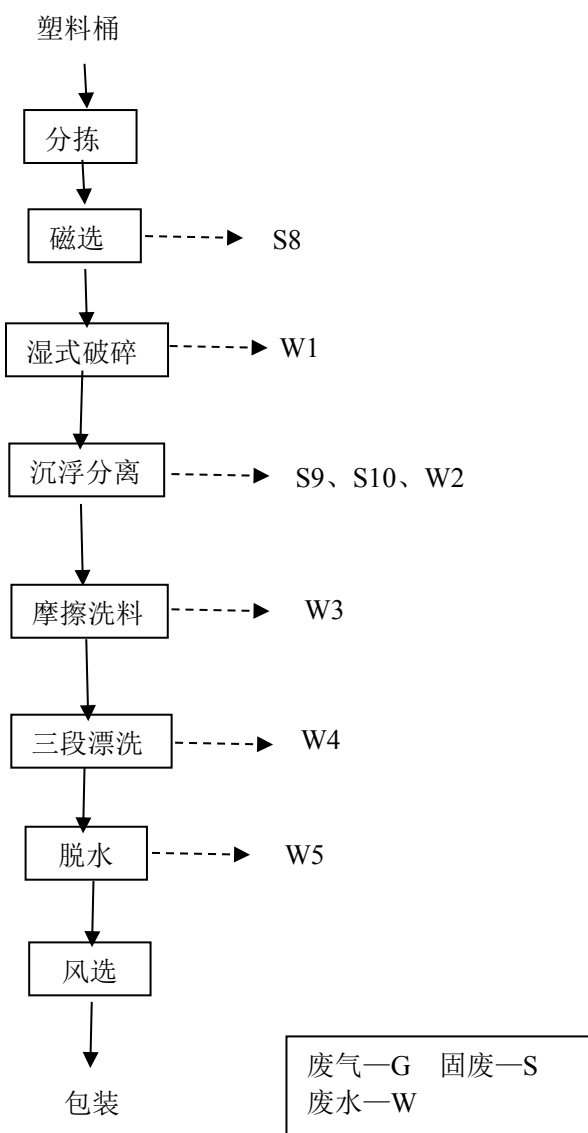 塑料桶
分拣
磁选
S8
湿式破碎
W1
沉浮分离
S9、S10、W2
摩擦洗料
W3
三段漂洗
W4
脱水
W5
风选
包装
废气—G 固废—S
废水—W